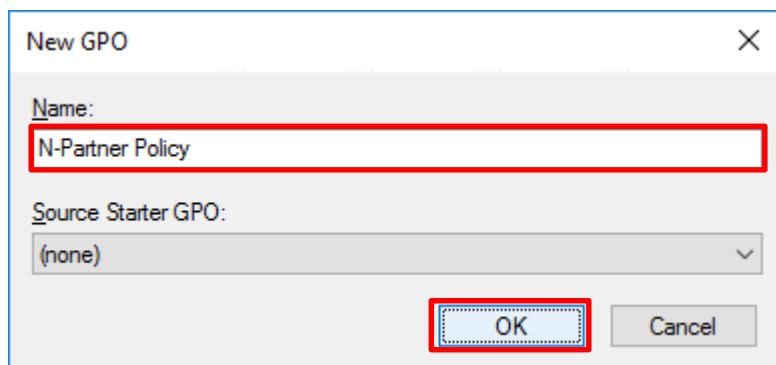 New GPO
Name:
N-Partner Policy
Source Starter GPO:
(none)
OK Cancel